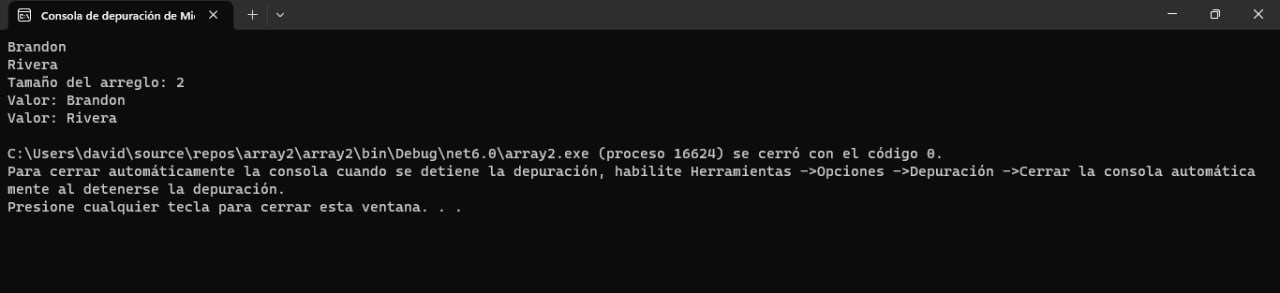 Consola de depuración de Mi
Brandon
Rivera
Tamaño del arreglo: 2
Valor: Brandon
Valor: Rivera
C:\Users\david\source\repos\array2\array2\bin\Debug\net6.0\array2.exe (proceso 16624) se cerró con el código 0.
Para cerrar automáticamente la consola cuando se detiene la depuración, habilite Herramientas ->Opciones ->Depuración ->Cerrar la consola automática
mente al detenerse la depuración.
Presione cualquier tecla para cerrar esta ventana. . .